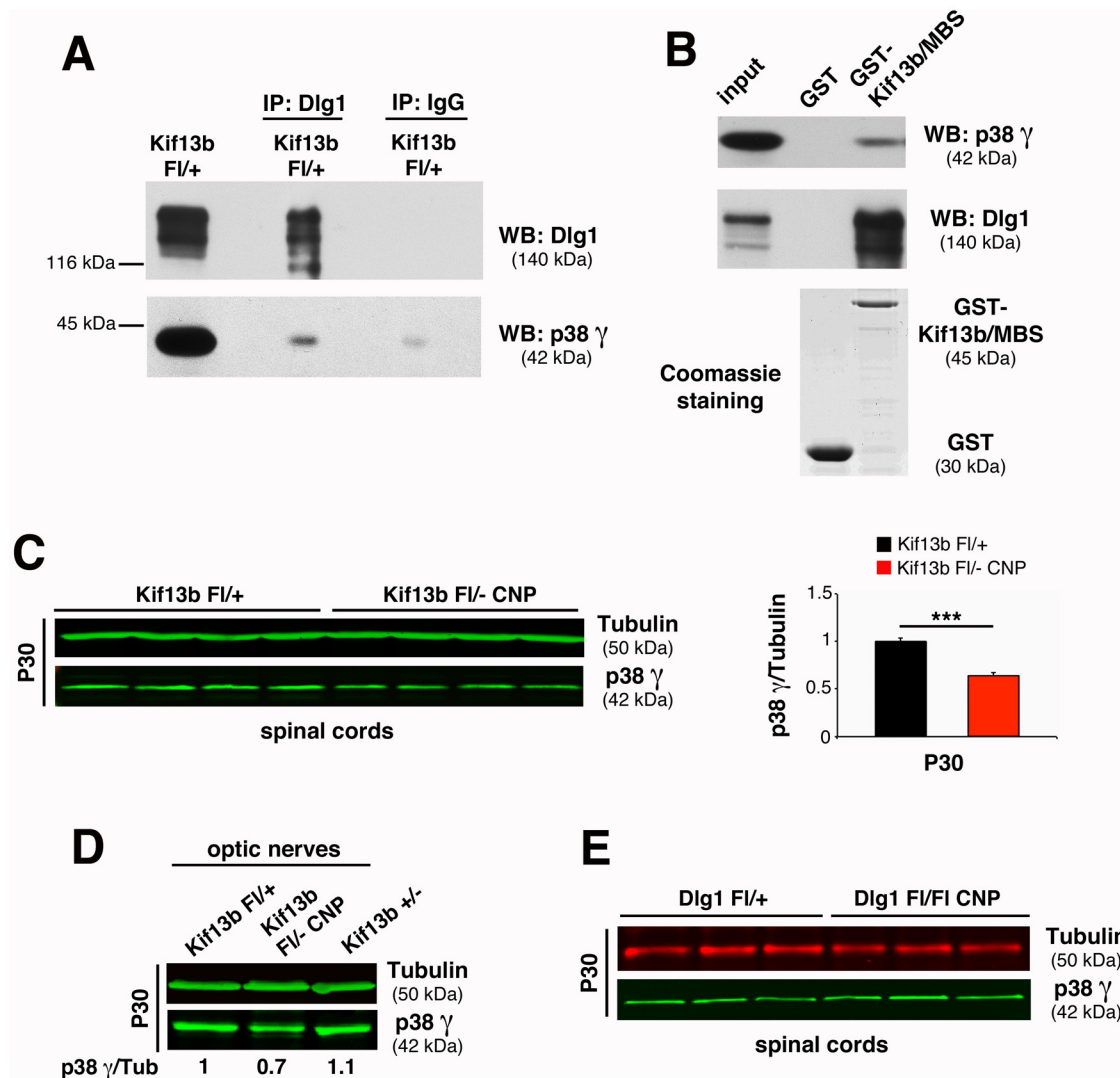 A
IP: Dlg1
IP: IgG
Kif13b
Fl/+
Kif13b
Fl/+
Kif13b
Fl/+
116 kDa
WB: Dlg1
(140 kDa)
45 kDa
WB: p38 γ
(42 kDa)
B
input
GST
GST-
Kif13b/MBS
WB: p38 γ
(42 kDa)
WB: Dlg1
(140 kDa)
Coomassie
staining
GST-
Kif13b/MBS
(45 kDa)
GST
(30 kDa)
C
Kif13b Fl/+
Kif13b Fl/- CNP
P30
Tubulin
(50 kDa)
p38 γ
(42 kDa)
spinal cords
Kif13b Fl/+
Kif13b Fl/- CNP
p38 γ/Tubulin
1.5
1
0.5
0
***
P30
D
optic nerves
Kif13b Fl/+
Kif13b
Fl/- CNP
Kif13b +/-
P30
Tubulin
(50 kDa)
p38 γ
(42 kDa)
p38 γ/Tub 1 0.7 1.1
E
Dlg1 Fl/+
Dlg1 Fl/Fl CNP
P30
Tubulin
(50 kDa)
p38 γ
(42 kDa)
spinal cords